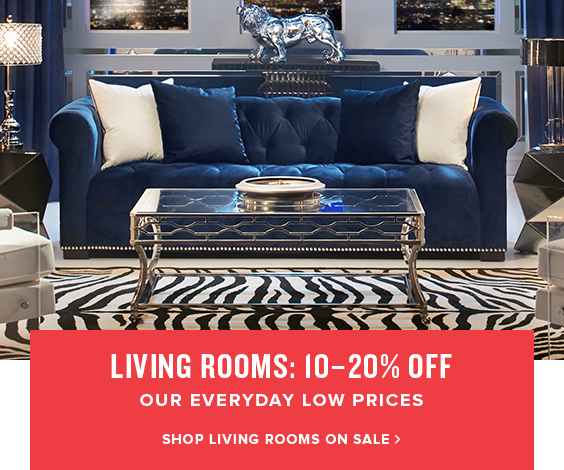 LIVING ROOMS: 10–20% OFF
OUR EVERYDAY LOW PRICES
SHOP LIVING ROOMS ON SALE >